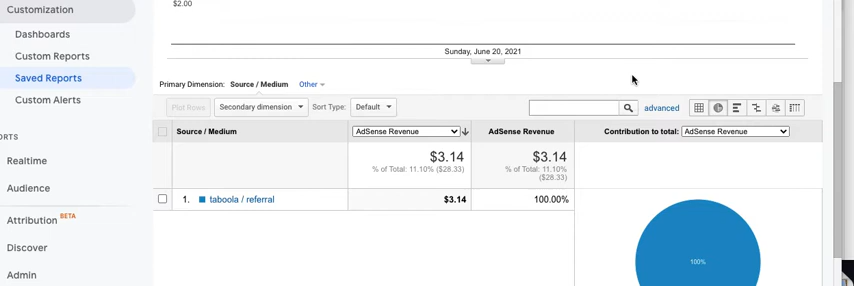 Customization
$2.00
Dashboards
Custom Reports
Saved Reports
Custom Alerts
Sunday, June 20, 2021
Primary Dimension: Source / Medium Other
Plot Rows Secondary dimension Sort Type: Default advanced
Source / Medium AdSense Revenue AdSense Revenue Contribution to total: AdSense Revenue
$3.14 $3.14
% of Total: 11.10% ($28.33) % of Total: 11.10%
($28.33)
1. taboola / referral $3.14 100.00%
100%
ORTS
Realtime
Audience
Attribution BETA
Discover
Admin